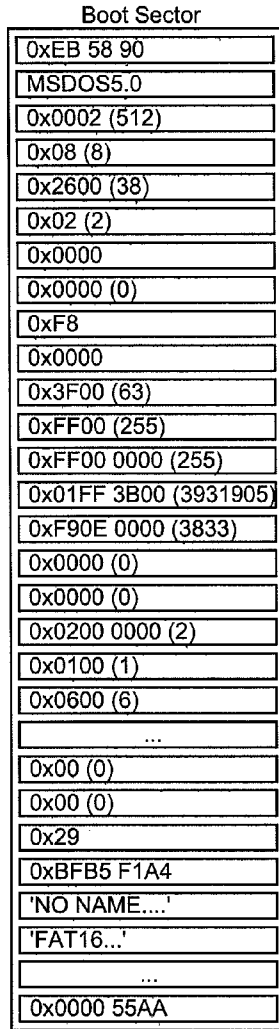 Boot Sector
0xEB 58 90
MSDOS5.0
0x0002 (512)
0x08 (8)
0x2600 (38)
0x02 (2)
0x0000
0x0000 (0)
0xF8
0x0000
0x3F00 (63)
0xFF00 (255)
0xFF00 0000 (255)
0x01FF 3B00 (3931905)
0xF90E 0000 (3833)
0x0000 (0)
0x0000 (0)
0x0200 0000 (2)
0x0100 (1)
0x0600 (6)
...
0x00 (0)
0x00 (0)
0x29
0xBFB5 F1A4
'NO NAME....'
'FAT16...'
...
0x0000 55AA